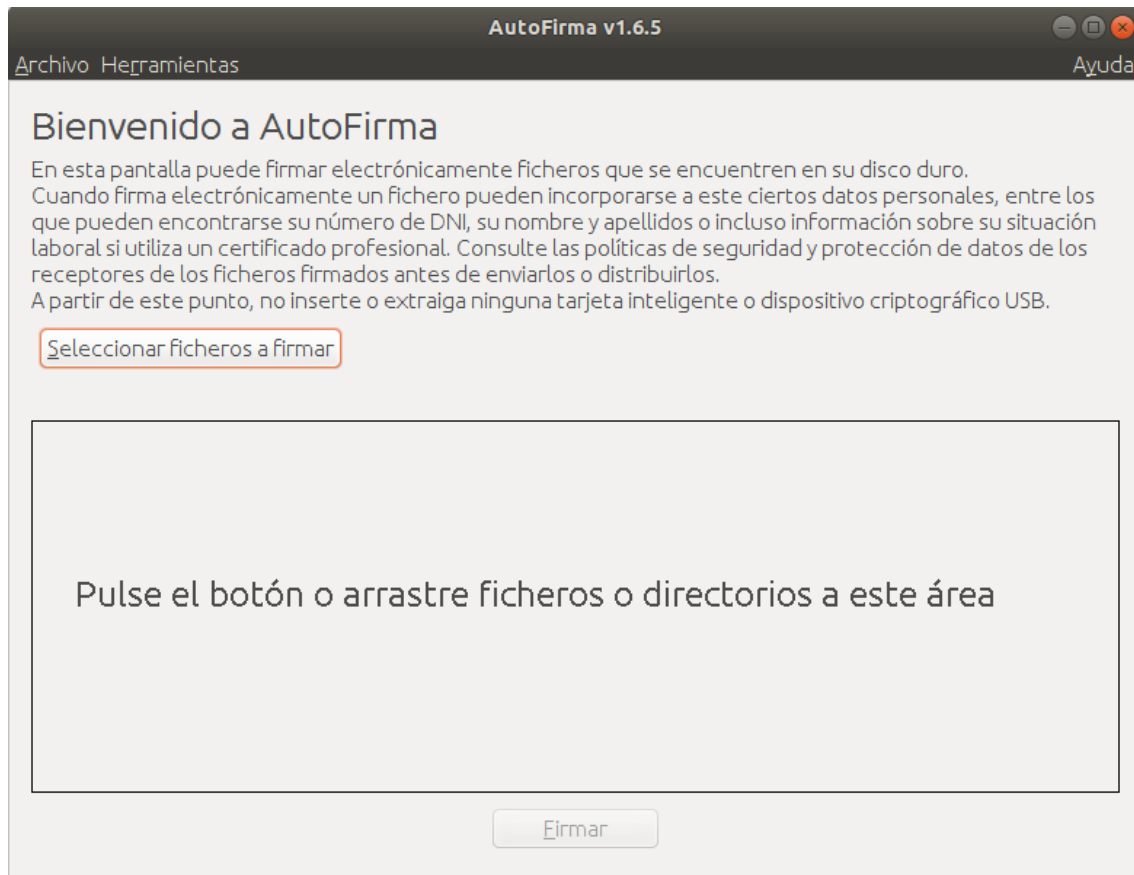 AutoFirma v1.6.5
Archivo Herramientas Ayuda
Bienvenido a AutoFirma
En esta pantalla puede firmar electrónicamente ficheros que se encuentren en su disco duro.
Cuando firma electrónicamente un fichero pueden incorporarse a este ciertos datos personales, entre los
que pueden encontrarse su número de DNI, su nombre y apellidos o incluso información sobre su situación
laboral si utiliza un certificado profesional. Consulte las políticas de seguridad y protección de datos de los
receptores de los ficheros firmados antes de enviarlos o distribuirlos.
A partir de este punto, no inserte o extraiga ninguna tarjeta inteligente o dispositivo criptográfico USB.
Seleccionar ficheros a firmar
Pulse el botón o arrastre ficheros o directorios a este área
Firmar